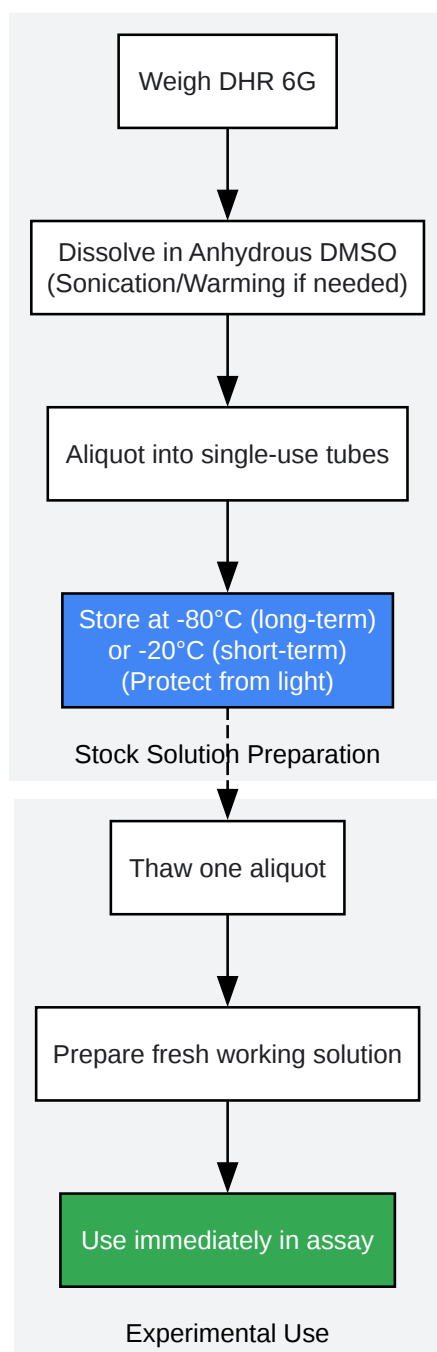 Weigh DHR 6G
Dissolve in Anhydrous DMSO
(Sonication/Warming if needed)
Aliquot into single-use tubes
Store at -80°C (long-term)
or -20°C (short-term)
(Protect from light)
Stock Solution Preparation
Thaw one aliquot
Prepare fresh working solution
Use immediately in assay
Experimental Use